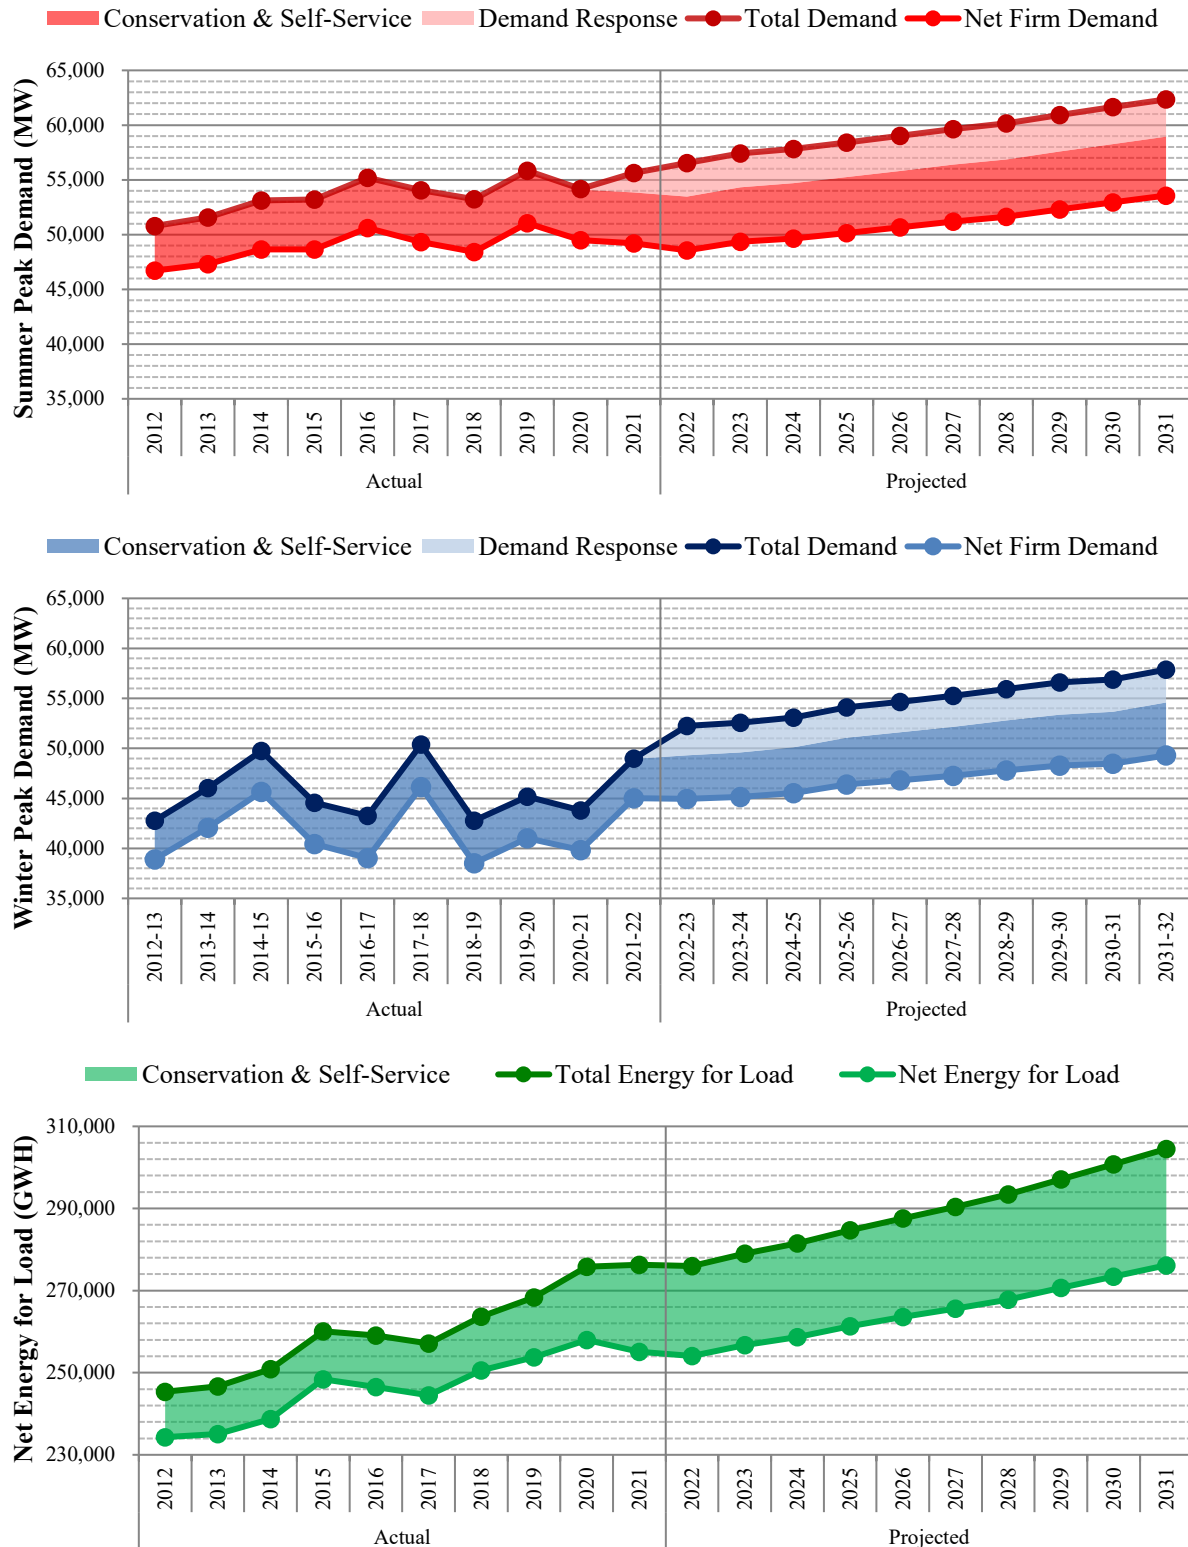 Conservation & Self-Service Demand Response Total Demand Net Firm Demand
Summer Peak Demand (MW)
65,000
60,000
55,000
50,000
45,000
40,000
35,000
2012 2013 2014 2015 2016 2017 2018 2019 2020 2021 2022 2023 2024 2025 2026 2027 2028 2029 2030 2031
Actual Projected
Conservation & Self-Service Demand Response Total Demand Net Firm Demand
Winter Peak Demand (MW)
65,000
60,000
55,000
50,000
45,000
40,000
35,000
2012-13 2013-14 2014-15 2015-16 2016-17 2017-18 2018-19 2019-20 2020-21 2021-22 2022-23 2023-24 2024-25 2025-26 2026-27 2027-28 2028-29 2029-30 2030-31 2031-32
Actual Projected
Conservation & Self-Service Total Energy for Load Net Energy for Load
Net Energy for Load (GWH)
310,000
290,000
270,000
250,000
230,000
2012 2013 2014 2015 2016 2017 2018 2019 2020 2021 2022 2023 2024 2025 2026 2027 2028 2029 2030 2031
Actual Projected